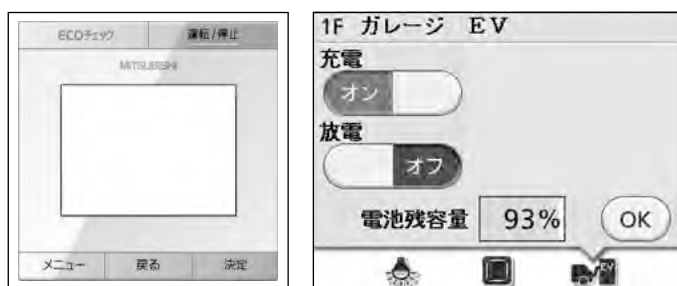 ECOチェック 運転/停止
MITSUBISHI
メニュー 戻る 決定
1F ガレージ EV
充電
オン
放電
オフ
電池残容量 93% OK
EV